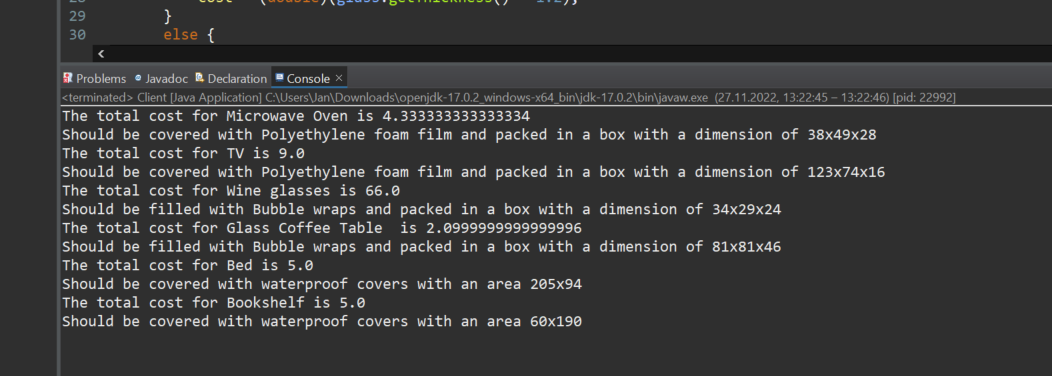 29 }
30 else {
Problems Javadoc Declaration Console
<terminated> Client [Java Application] C:\Users\Jan\Downloads\openjdk-17.0.2_windows-x64_bin\jdk-17.0.2\bin\javaw.exe (27.11.2022, 13:22:45 – 13:22:46) [pid: 22992]
The total cost for Microwave Oven is 4.333333333333334
Should be covered with Polyethylene foam film and packed in a box with a dimension of 38x49x28
The total cost for TV is 9.0
Should be covered with Polyethylene foam film and packed in a box with a dimension of 123x74x16
The total cost for Wine glasses is 66.0
Should be filled with Bubble wraps and packed in a box with a dimension of 34x29x24
The total cost for Glass Coffee Table  is 2.0999999999999996
Should be filled with Bubble wraps and packed in a box with a dimension of 81x81x46
The total cost for Bed is 5.0
Should be covered with waterproof covers with an area 205x94
The total cost for Bookshelf is 5.0
Should be covered with waterproof covers with an area 60x190